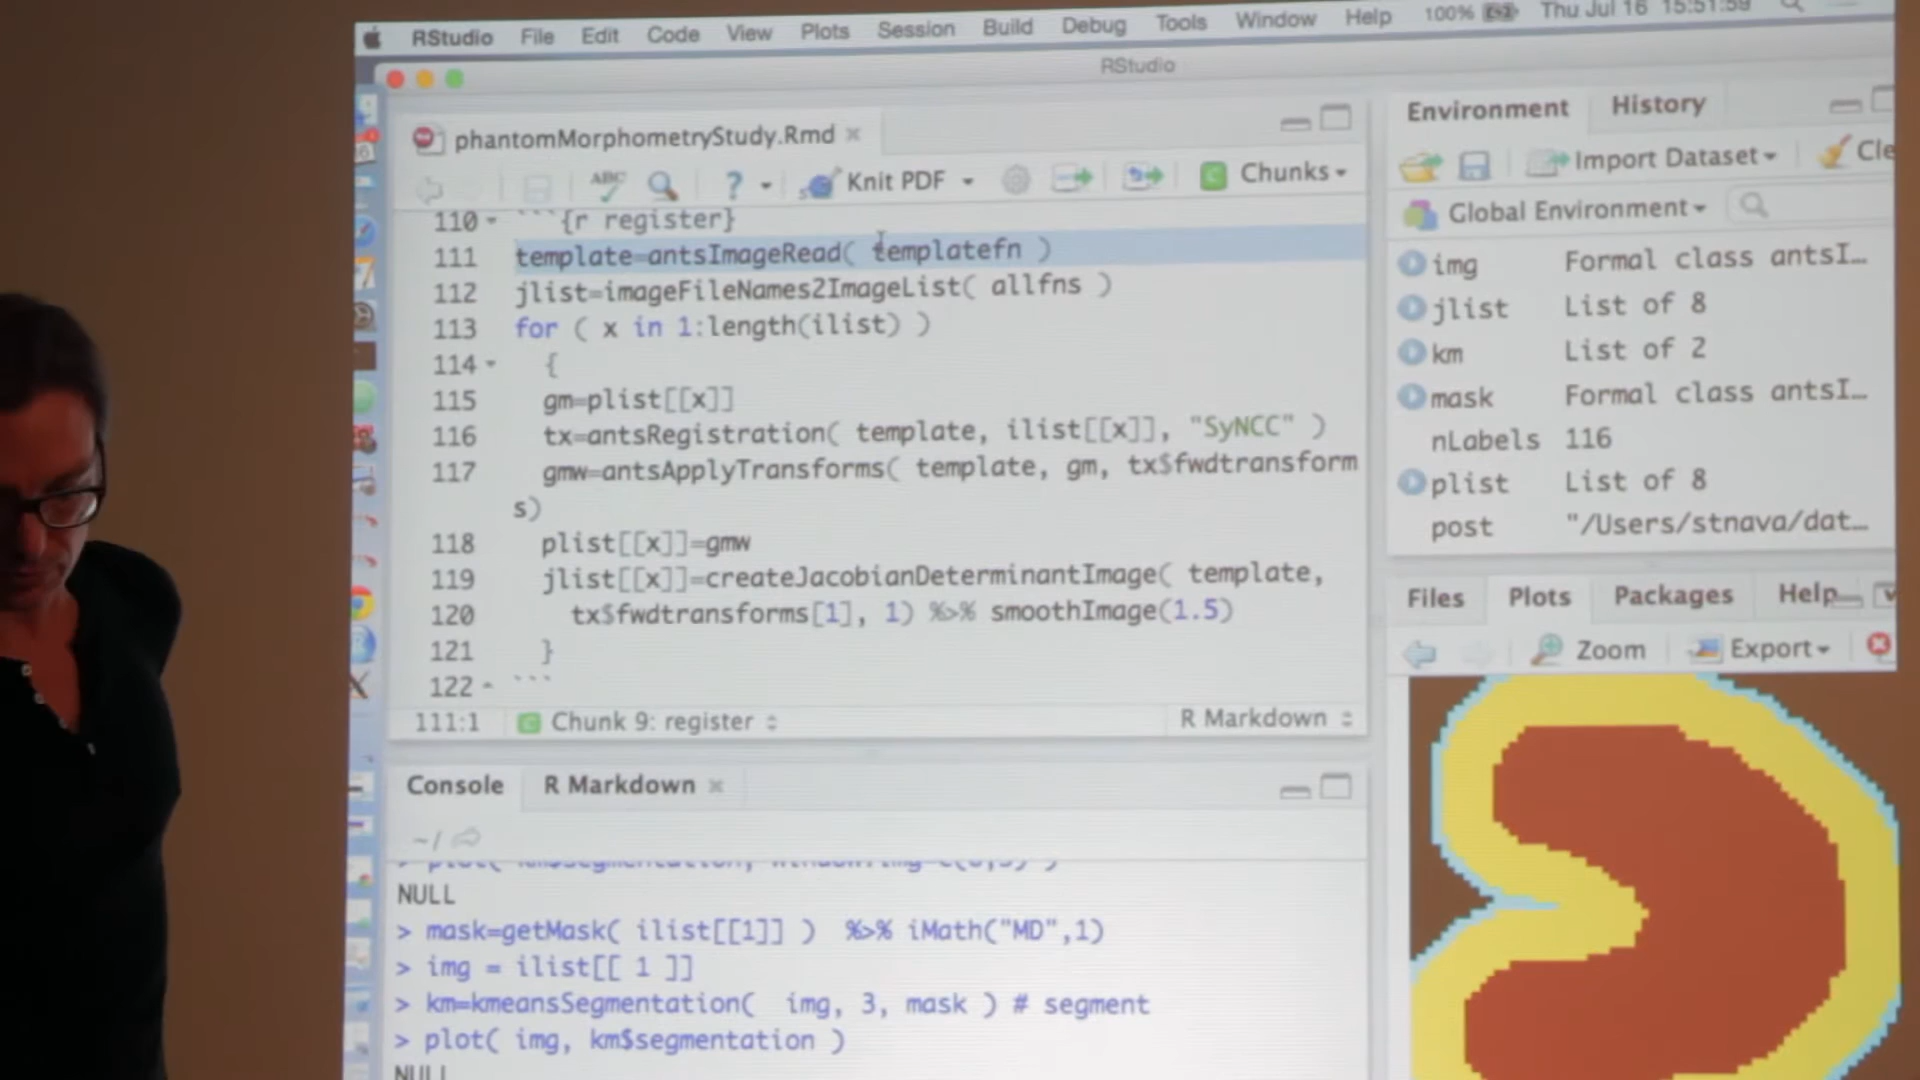 RStudio File Edit Code View Plots Session Build Debug Tools Window Help 100% Thu Jul 16 15:51:59
RStudio
phantomMorphometryStudy.Rmd
ABC ? Knit PDF Chunks
110 ```{r register}
111 template=antsImageRead( templatefn )
112 jlist=imageFileNames2ImageList( allfns )
113 for ( x in 1:length(ilist) )
114 {
115 gm=plist[[x]]
116 tx=antsRegistration( template, ilist[[x]], "SyNCC" )
117 gmw=antsApplyTransforms( template, gm, tx$fwdtransform
s)
118 plist[[x]]=gmw
119 jlist[[x]]=createJacobianDeterminantImage( template,
120 tx$fwdtransforms[1], 1) %>% smoothImage(1.5)
121 }
122 ```
111:1 Chunk 9: register R Markdown
Console R Markdown
~/
NULL
> mask=getMask( ilist[[1]] ) %>% iMath("MD",1)
> img = ilist[[ 1 ]]
> km=kmeansSegmentation( img, 3, mask ) # segment
> plot( img, km$segmentation )
NULL
Environment History
Import Dataset Cle
Global Environment
img Formal class antsI…
jlist List of 8
km List of 2
mask Formal class antsI…
nLabels 116
plist List of 8
post "/Users/stnava/dat…
Files Plots Packages Help
Zoom Export